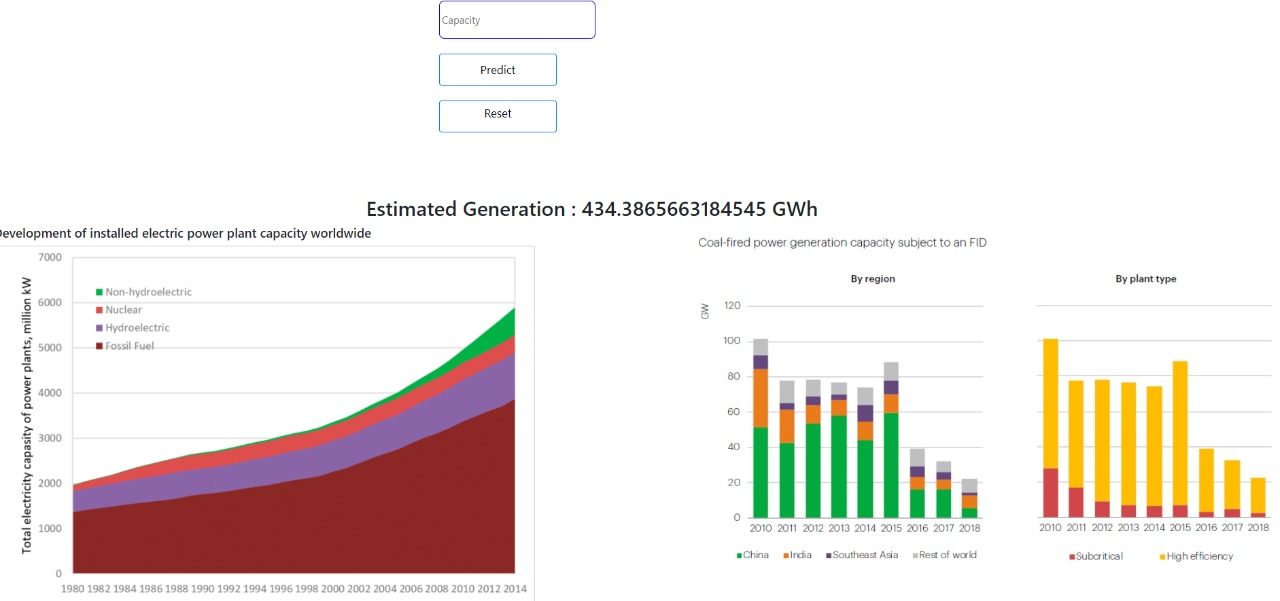 Capacity
Predict
Reset
Estimated Generation : 434.3865663184545 GWh
Development of installed electric power plant capacity worldwide
Total electricity capacity of power plants, million kW
7000
6000
5000
4000
3000
2000
1000
0
Non-hydroelectric
Nuclear
Hydroelectric
Fossil Fuel
1980 1982 1984 1986 1988 1990 1992 1994 1996 1998 2000 2002 2004 2006 2008 2010 2012 2014
Coal-fired power generation capacity subject to an FID
By region
GW
120
100
80
60
40
20
0
2010 2011 2012 2013 2014 2015 2016 2017 2018
China India Southeast Asia Rest of world
By plant type
2010 2011 2012 2013 2014 2015 2016 2017 2018
Subcritical High efficiency